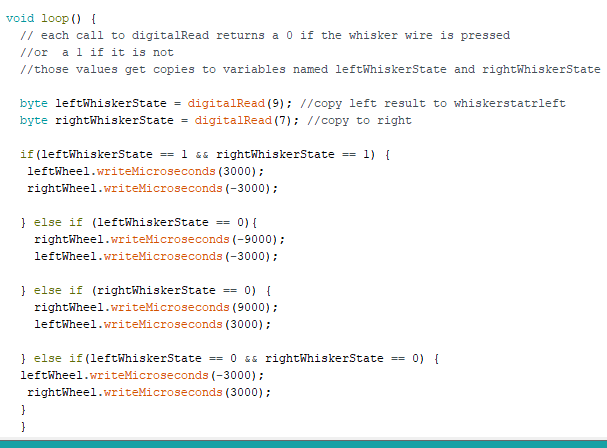 void loop() {
// each call to digitalRead returns a 0 if the whisker wire is pressed
//or a 1 if it is not
//those values get copies to variables named leftWhiskerState and rightWhiskerState
byte leftWhiskerState = digitalRead(9); //copy left result to whiskerstatrleft
byte rightWhiskerState = digitalRead(7); //copy to right
if(leftWhiskerState == 1 && rightWhiskerState == 1) {
leftWheel.writeMicroseconds(3000);
rightWheel.writeMicroseconds(-3000);
} else if (leftWhiskerState == 0){
rightWheel.writeMicroseconds(-9000);
leftWheel.writeMicroseconds(-3000);
} else if (rightWhiskerState == 0) {
rightWheel.writeMicroseconds(9000);
leftWheel.writeMicroseconds(3000);
} else if(leftWhiskerState == 0 && rightWhiskerState == 0) {
leftWheel.writeMicroseconds(-3000);
rightWheel.writeMicroseconds(3000);
}
}